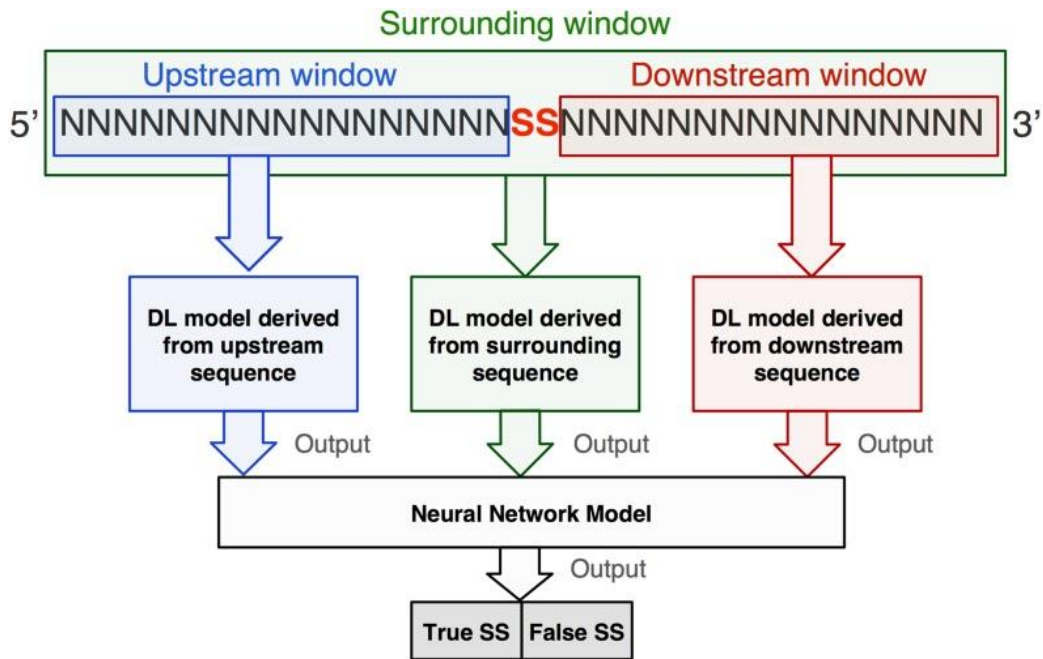 Surrounding window
Upstream window Downstream window
5’ NNNNNNNNNNNNNNNNNSSNNNNNNNNNNNNNNNN 3’
DL model derived
from upstream
sequence
DL model derived
from surrounding
sequence
DL model derived
from downstream
sequence
Output Output Output
Neural Network Model
Output
True SS False SS